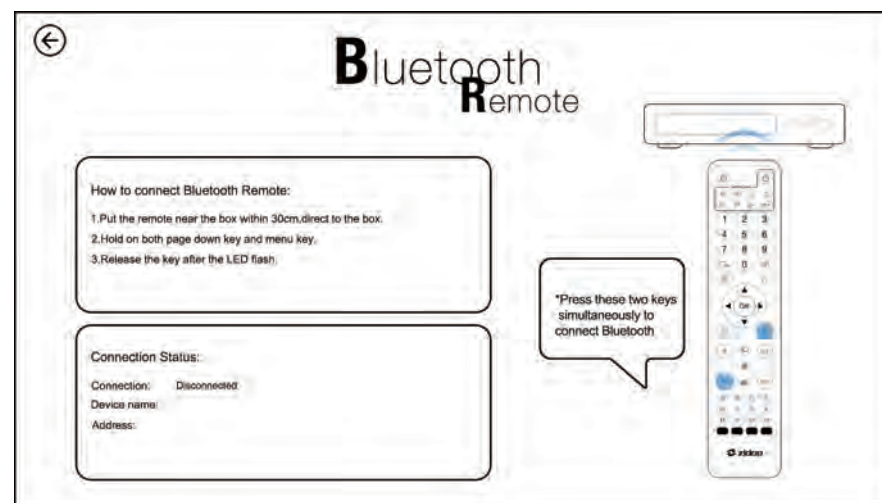 Bluetooth
Remote
How to connect Bluetooth Remote:
1.Put the remote near the box within 30cm,direct to the box.
2.Hold on both page down key and menu key.
3.Release the key after the LED flash.
*Press these two keys
simultaneously to
connect Bluetooth
Connection Status:
Connection: Disconnected
Device name:
Address:
1 2 3
4 5 6
7 8 9
0
OK
zidoo